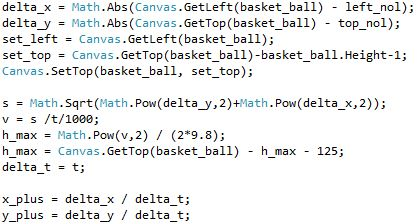 delta_x = Math.Abs(Canvas.GetLeft(basket_ball) - left_nol);
delta_y = Math.Abs(Canvas.GetTop(basket_ball) - top_nol);
set_left = Canvas.GetLeft(basket_ball);
set_top = Canvas.GetTop(basket_ball)-basket_ball.Height-1;
Canvas.SetTop(basket_ball, set_top);

s = Math.Sqrt(Math.Pow(delta_y,2)+Math.Pow(delta_x,2));
v = s /t/1000;
h_max = Math.Pow(v,2) / (2*9.8);
h_max = Canvas.GetTop(basket_ball) - h_max - 125;
delta_t = t;

x_plus = delta_x / delta_t;
y_plus = delta_y / delta_t;